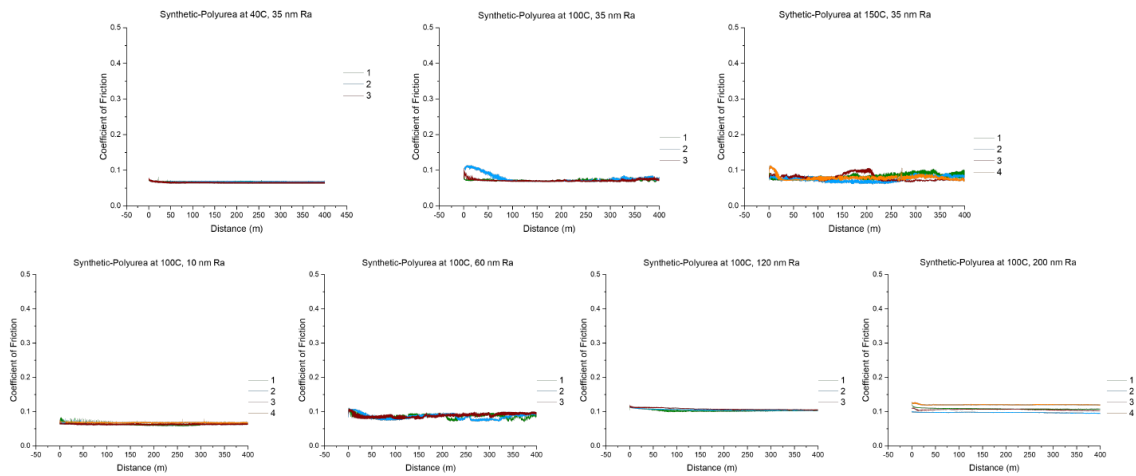 Synthetic-Polyurea at 40C, 35 nm Ra
0.5
0.4
0.3
0.2
0.1
0.0
Coefficient of Friction
-50 0 50 100 150 200 250 300 350 400 450
Distance (m)
1
2
3
Synthetic-Polyurea at 100C, 35 nm Ra
0.5
0.4
0.3
0.2
0.1
0.0
Coefficient of Friction
-50 0 50 100 150 200 250 300 350 400
Distance (m)
1
2
3
Sythetic-Polyurea at 150C, 35 nm Ra
0.5
0.4
0.3
0.2
0.1
0.0
Coefficient of Friction
-50 0 50 100 150 200 250 300 350 400
Distance (m)
1
2
3
4
Synthetic-Polyurea at 100C, 10 nm Ra
0.5
0.4
0.3
0.2
0.1
0.0
Coefficient of Friction
-50 0 50 100 150 200 250 300 350 400
Distance (m)
1
2
3
4
Synthetic-Polyurea at 100C, 60 nm Ra
0.5
0.4
0.3
0.2
0.1
0.0
Coefficient of Friction
-50 0 50 100 150 200 250 300 350 400
Distance (m)
1
2
3
Synthetic-Polyurea at 100C, 120 nm Ra
0.5
0.4
0.3
0.2
0.1
0.0
Coefficient of Friction
-50 0 50 100 150 200 250 300 350 400
Distance (m)
1
2
3
Synthetic-Polyurea at 100C, 200 nm Ra
0.5
0.4
0.3
0.2
0.1
0.0
Coefficient of Friction
-50 0 50 100 150 200 250 300 350 400
Distance (m)
1
2
3
4